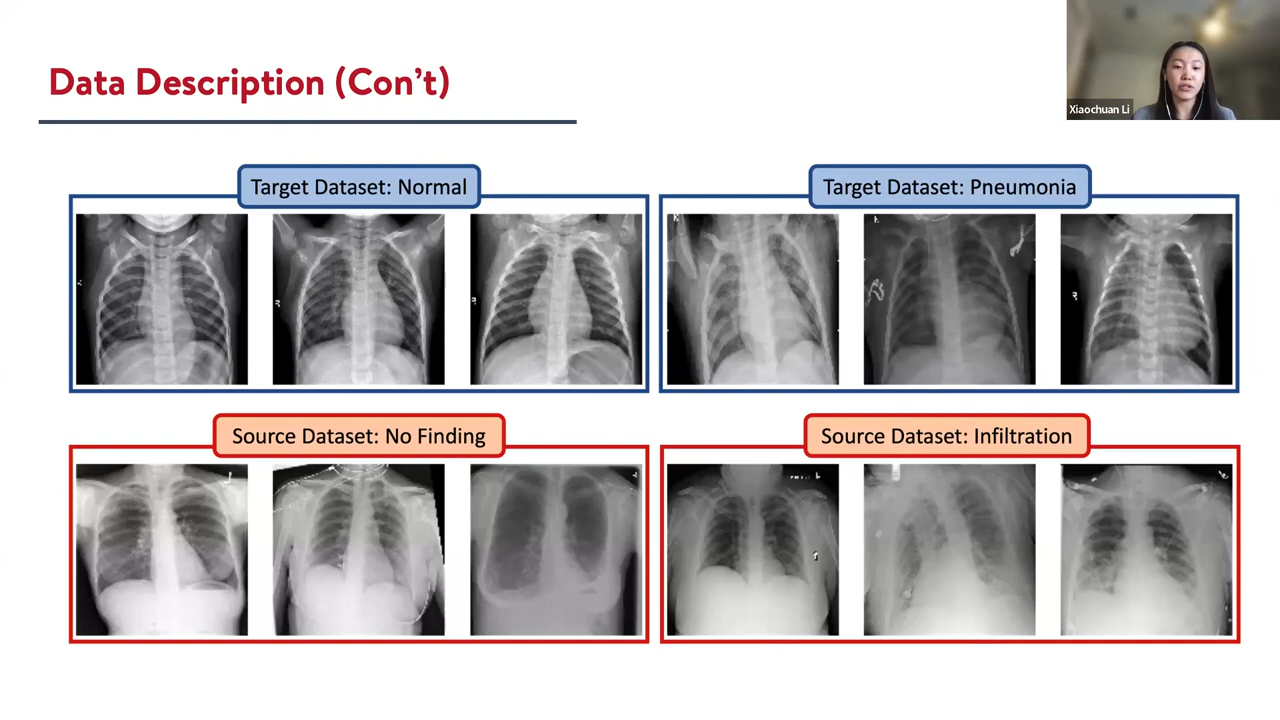 Data Description (Con't)
Xiaochuan Li
Target Dataset: Normal
Target Dataset: Pneumonia
R
Source Dataset: No Finding
Source Dataset: Infiltration
L